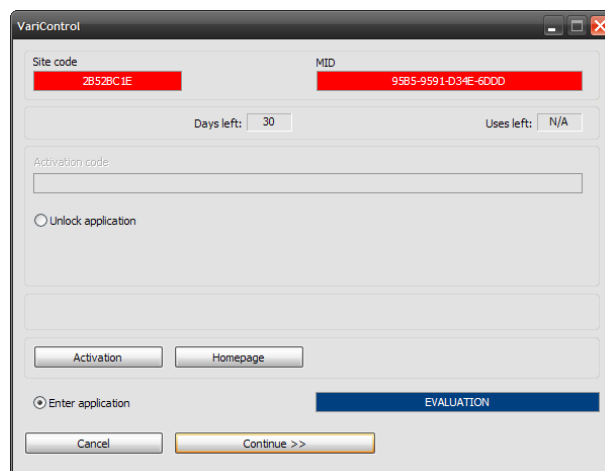 VariControl
Site code
MID
2B52BC1E
95B5-9591-D34E-6DDD
Days left: 30
Uses left: N/A
Activation code
Unlock application
Activation
Homepage
Enter application
EVALUATION
Cancel
Continue >>